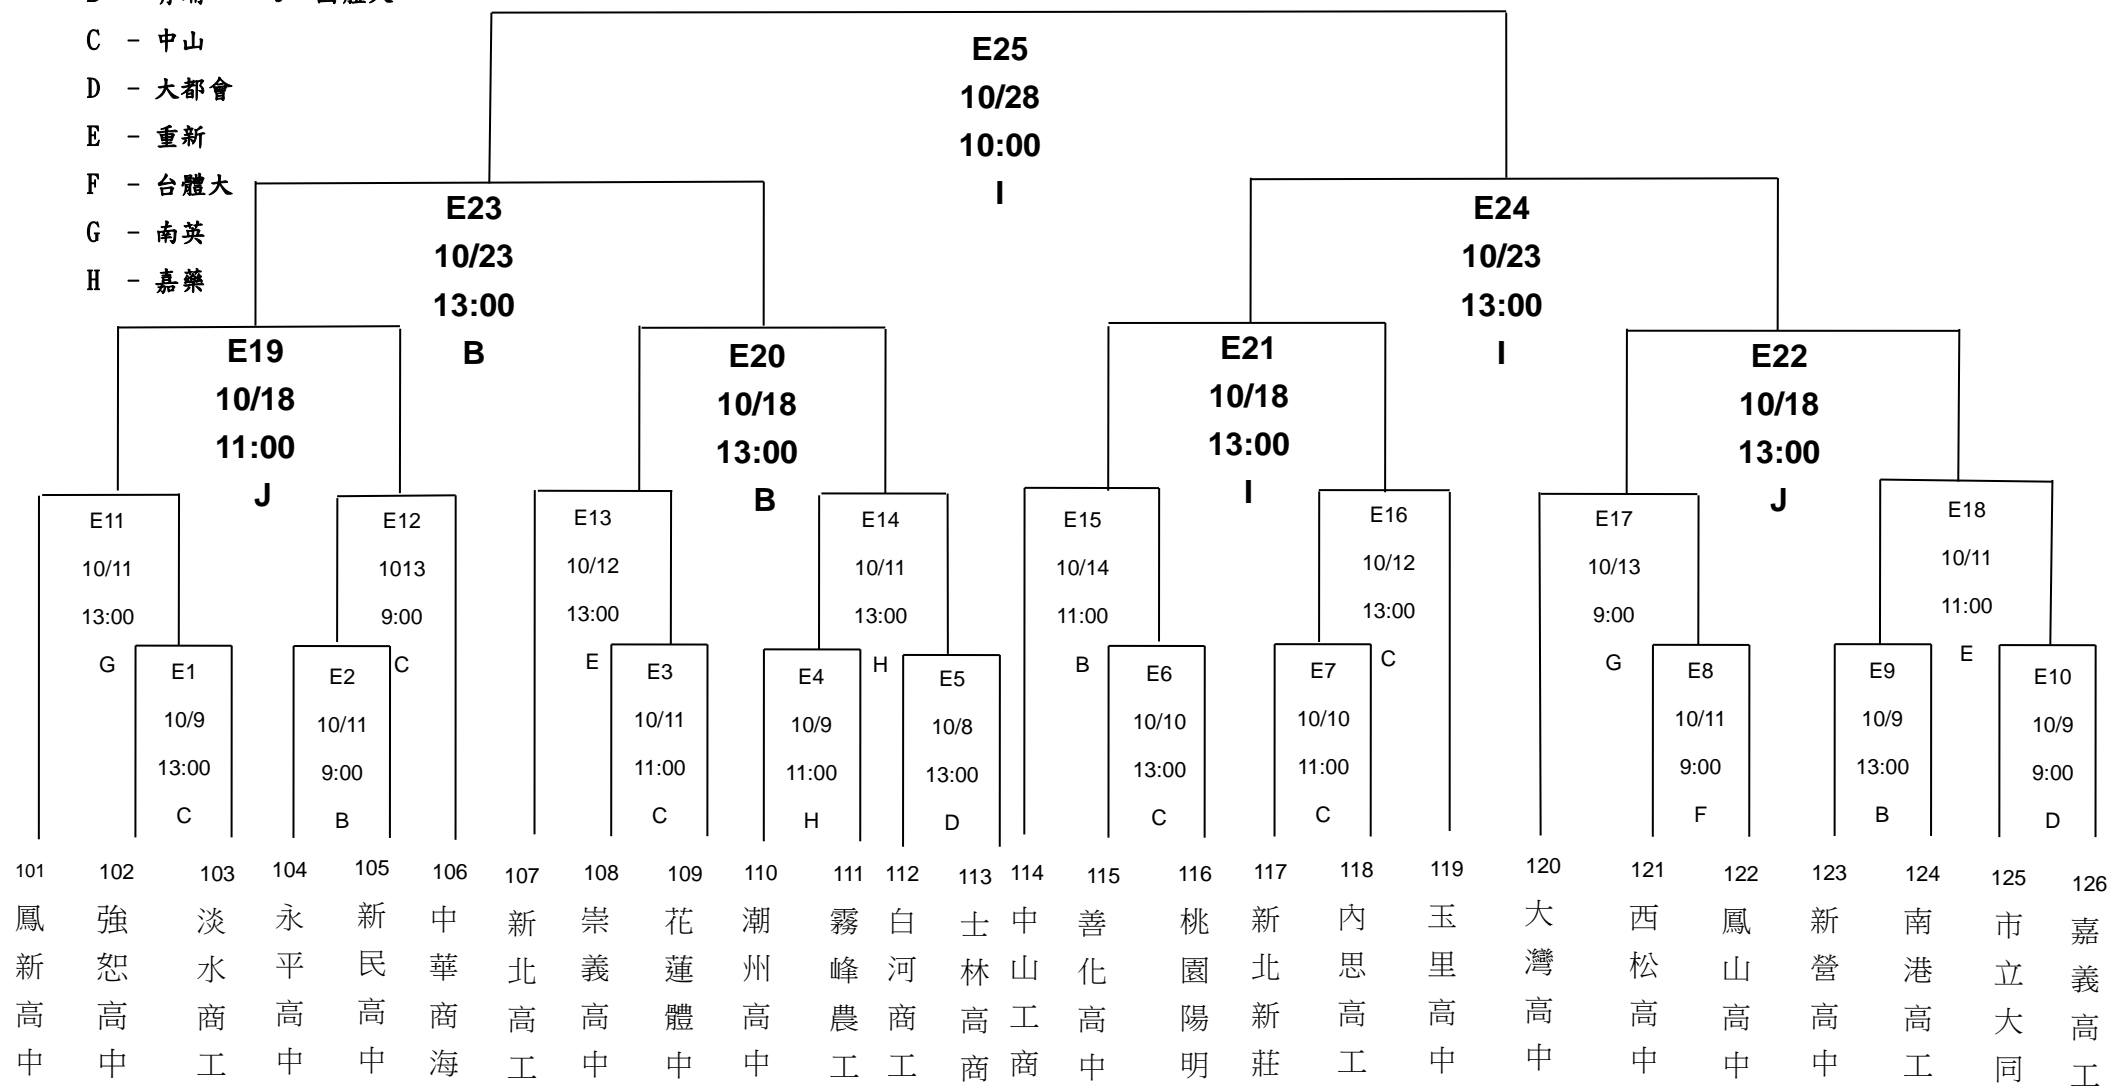 C - 中山
D - 大都會
E - 重新
F - 台體大
G - 南英
H - 嘉藥
E25
10/28
10:00
I
E23
10/23
13:00
B
E24
10/23
13:00
I
E19
10/18
11:00
J
E20
10/18
13:00
B
E21
10/18
13:00
I
E22
10/18
13:00
J
E11
10/11
13:00
G
E12
1013
9:00
C
E13
10/12
13:00
E
E14
10/11
13:00
H
E15
10/14
11:00
B
E16
10/12
13:00
C
E17
10/13
9:00
G
E18
10/11
11:00
E
E1
10/9
13:00
C
E2
10/11
9:00
B
E3
10/11
11:00
C
E4
10/9
11:00
H
E5
10/8
13:00
D
E6
10/10
13:00
C
E7
10/10
11:00
C
E8
10/11
9:00
F
E9
10/9
13:00
B
E10
10/9
9:00
D
101
鳳新高中
102
強恕高中
103
淡水商工
104
永平高中
105
新民高中
106
中華商海
107
新北高工
108
崇義高中
109
花蓮體中
110
潮州高中
111
霧峰農工
112
白河商工
113
士林高商
114
中山工商
115
善化高中
116
桃園陽明
117
新北新莊
118
內思高工
119
玉里高中
120
大灣高中
121
西松高中
122
鳳山高中
123
新營高中
124
南港高工
125
市立大同
126
嘉義高工